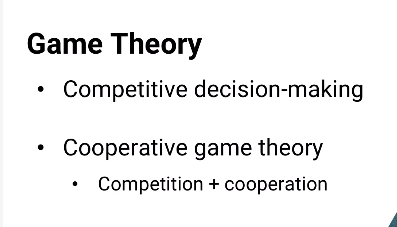 Game Theory
• Competitive decision-making
• Cooperative game theory
• Competition + cooperation